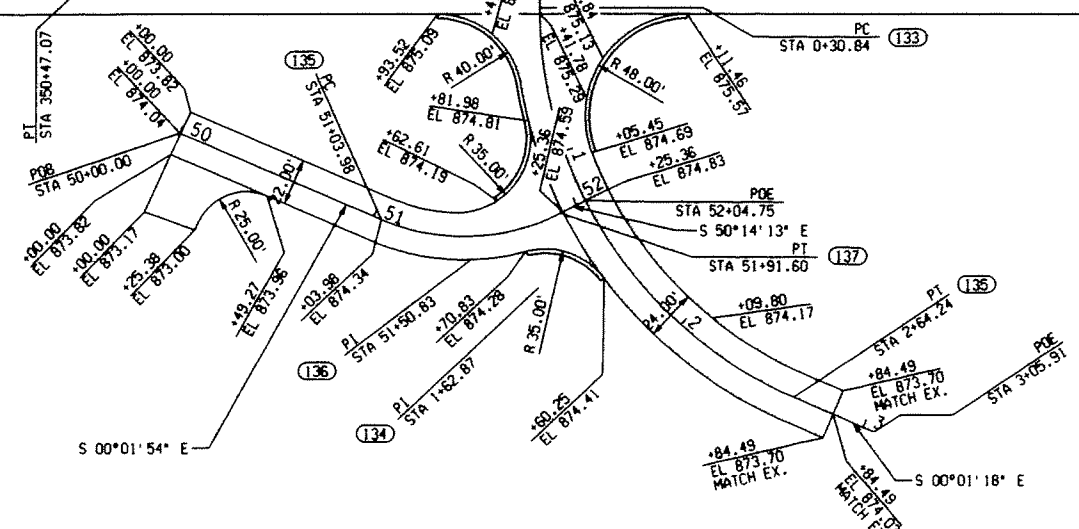 PT
STA 350+47.07
+00.00
EL 873.82
+00.00
EL 874.04
POB
STA 50+00.00
50
+00.00
EL 873.82
+00.00
EL 873.17
+25.38
EL 873.00
R 25.00'
+49.27
EL 873.96
22.00'
135
PC
STA 51+03.98
51
+03.98
EL 874.34
PI
STA 51+50.83
136
S 00°01'54" E
+93.52
EL 875.09
R 40.00'
+81.98
EL 874.81
+62.61
EL 874.19
R 35.00'
+70.83
EL 874.28
PI
STA 1+62.87
134
R 35.00'
+60.25
EL 874.41
875.13
+41.78
EL 875.29
+25.36
EL 874.59
1
52
R 48.00'
+11.46
EL 875.57
PC
STA 0+30.84
133
+05.45
EL 874.69
+25.36
EL 874.83
POE
STA 52+04.75
S 50°14'13" E
PT
STA 51+91.60
137
24.00'
2
+09.80
EL 874.17
PT
STA 2+64.24
135
POE
STA 3+05.91
+84.49
EL 873.70
MATCH EX.
3
+84.49
EL 873.70
MATCH EX.
+84.49
MATCH EX.
S 00°01'18" E